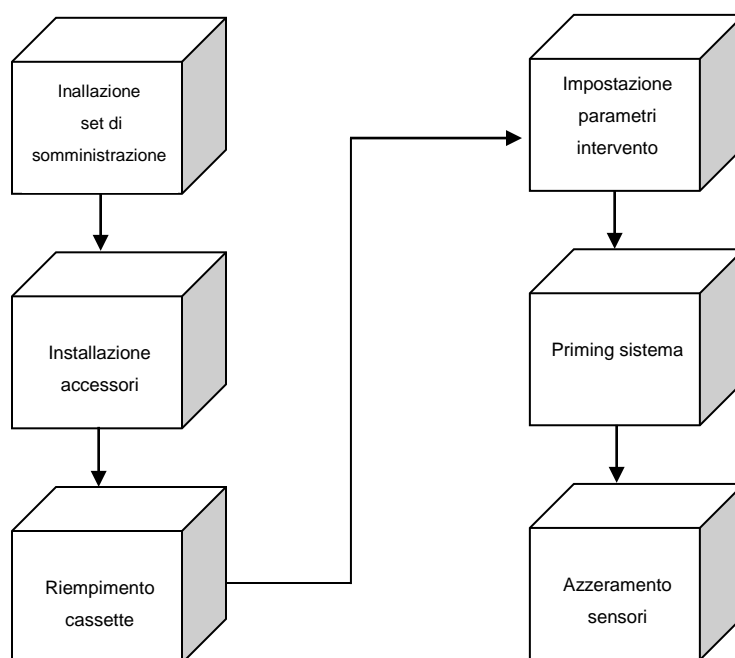 Inallazione
set di
somministrazione
Installazione
accessori
Riempimento
cassette
Impostazione
parametri
intervento
Priming sistema
Azzeramento
sensori